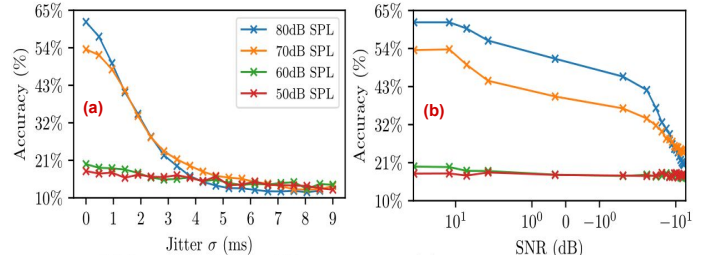 65%
54%
43%
32%
21%
10%
Accuracy (%)
(a)
80dB SPL
70dB SPL
60dB SPL
50dB SPL
0 1 2 3 4 5 6 7 8 9
Jitter σ (ms)
65%
54%
43%
32%
21%
10%
Accuracy (%)
(b)
10¹ 10⁰ 0 −10⁰ −10¹
SNR (dB)